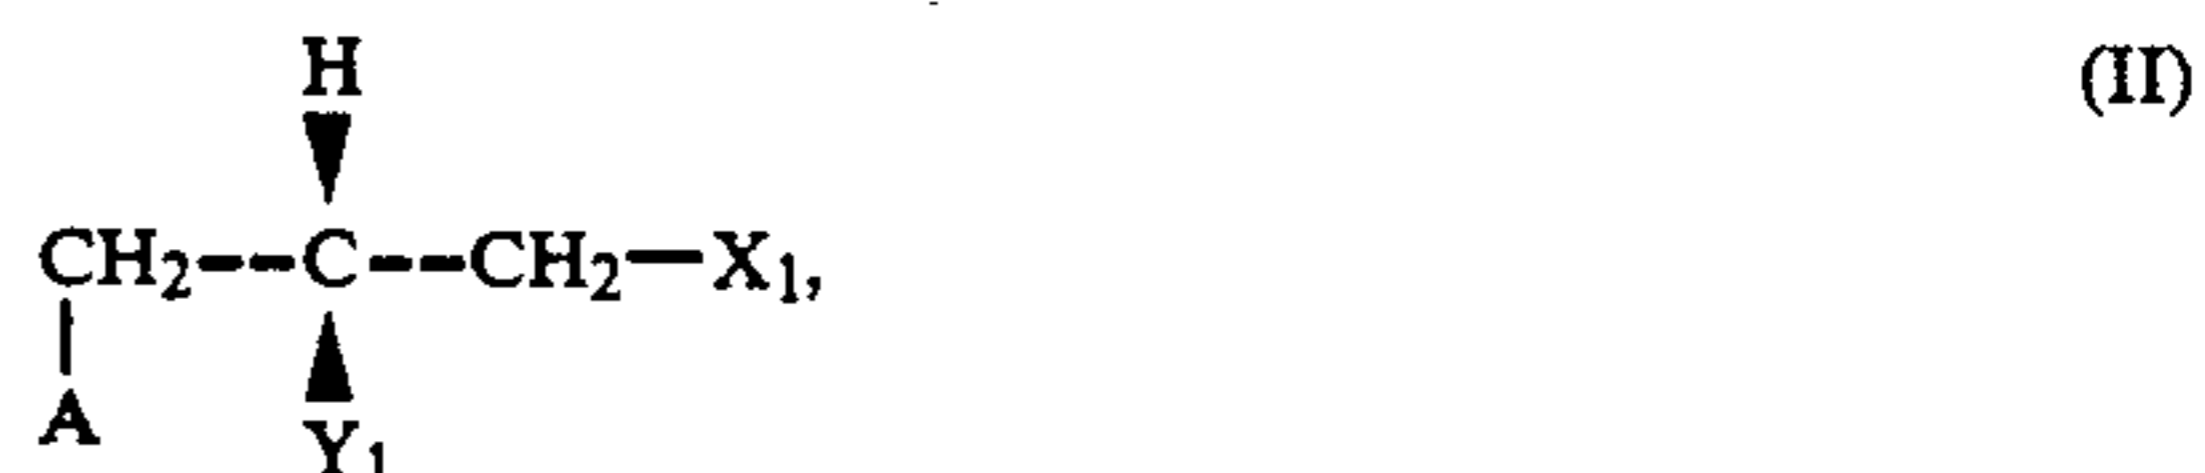 H (II)
CH2--C--CH2—X1,
A
Y1